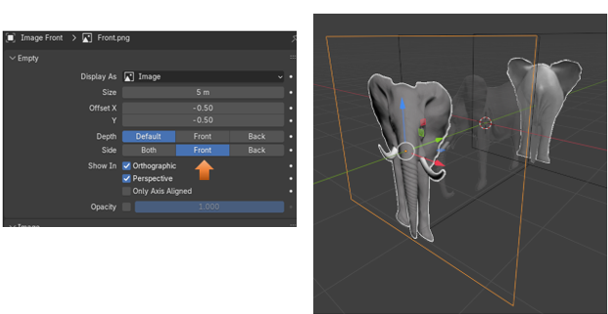 Image Front > Front.png
Empty
Display As Image
Size 5 m
Offset X -0.50
Y -0.50
Depth Default Front Back
Side Both Front Back
Show In Orthographic
Perspective
Only Axis Aligned
Opacity 1.000